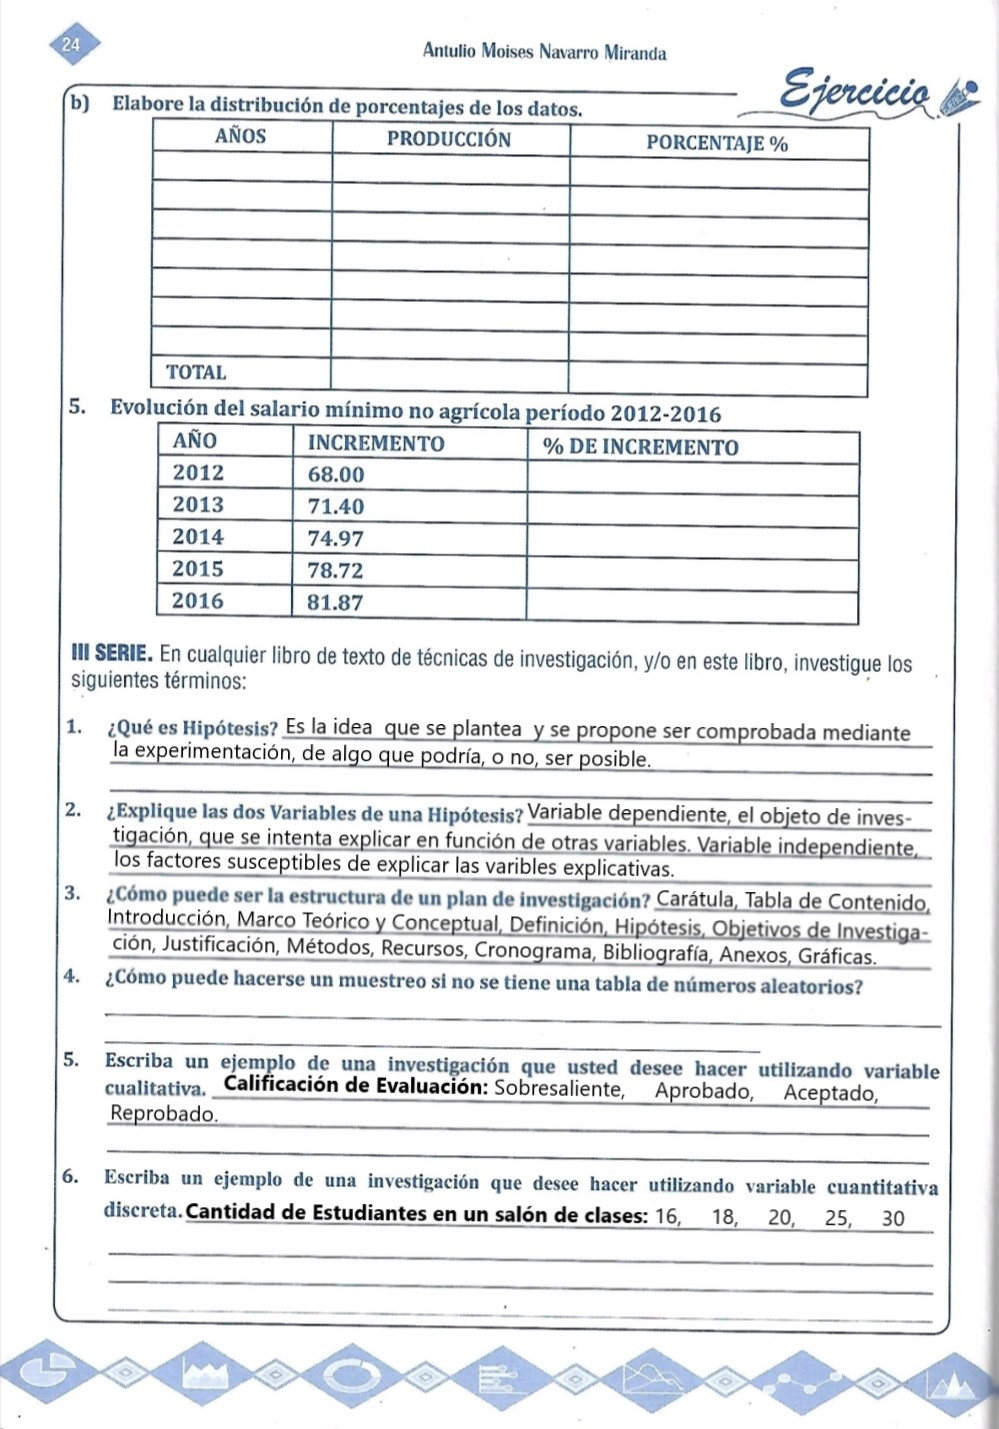 24
Antulio Moises Navarro Miranda
Ejercicio
b) Elabore la distribución de porcentajes de los datos.
AÑOS PRODUCCIÓN PORCENTAJE %
TOTAL
5. Evolución del salario mínimo no agrícola período 2012-2016
AÑO INCREMENTO % DE INCREMENTO
2012 68.00
2013 71.40
2014 74.97
2015 78.72
2016 81.87
III SERIE. En cualquier libro de texto de técnicas de investigación, y/o en este libro, investigue los
siguientes términos:
1. ¿Qué es Hipótesis? Es la idea que se plantea y se propone ser comprobada mediante
la experimentación, de algo que podría, o no, ser posible.
2. ¿Explique las dos Variables de una Hipótesis? Variable dependiente, el objeto de inves-
tigación, que se intenta explicar en función de otras variables. Variable independiente,
los factores susceptibles de explicar las varibles explicativas.
3. ¿Cómo puede ser la estructura de un plan de investigación? Carátula, Tabla de Contenido,
Introducción, Marco Teórico y Conceptual, Definición, Hipótesis, Objetivos de Investiga-
ción, Justificación, Métodos, Recursos, Cronograma, Bibliografía, Anexos, Gráficas.
4. ¿Cómo puede hacerse un muestreo si no se tiene una tabla de números aleatorios?
5. Escriba un ejemplo de una investigación que usted desee hacer utilizando variable
cualitativa. Calificación de Evaluación: Sobresaliente, Aprobado, Aceptado,
Reprobado.
6. Escriba un ejemplo de una investigación que desee hacer utilizando variable cuantitativa
discreta. Cantidad de Estudiantes en un salón de clases: 16, 18, 20, 25, 30